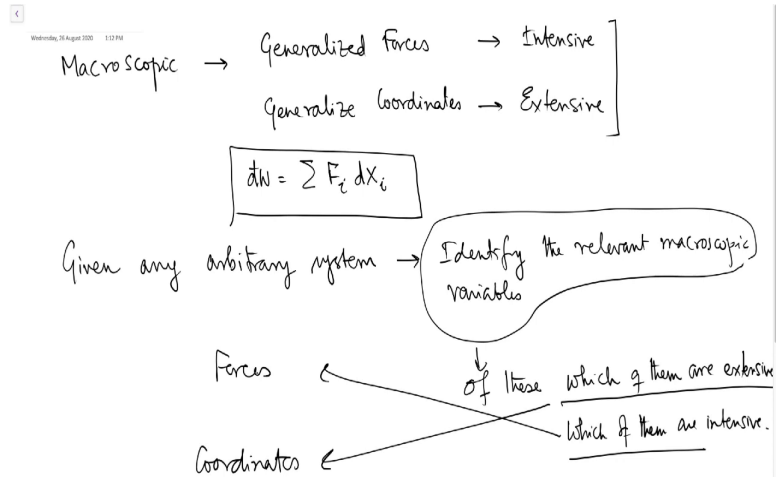 Wednesday, 26 August 2020 1:12 PM
Macroscopic → Generalized Forces → Intensive
Generalize Coordinates → Extensive
đW = Σ F_i dX_i
Given any arbitrary system → Identify the relevant macroscopic
variables
Forces
of these which of them are extensive
which of them are intensive.
Coordinates